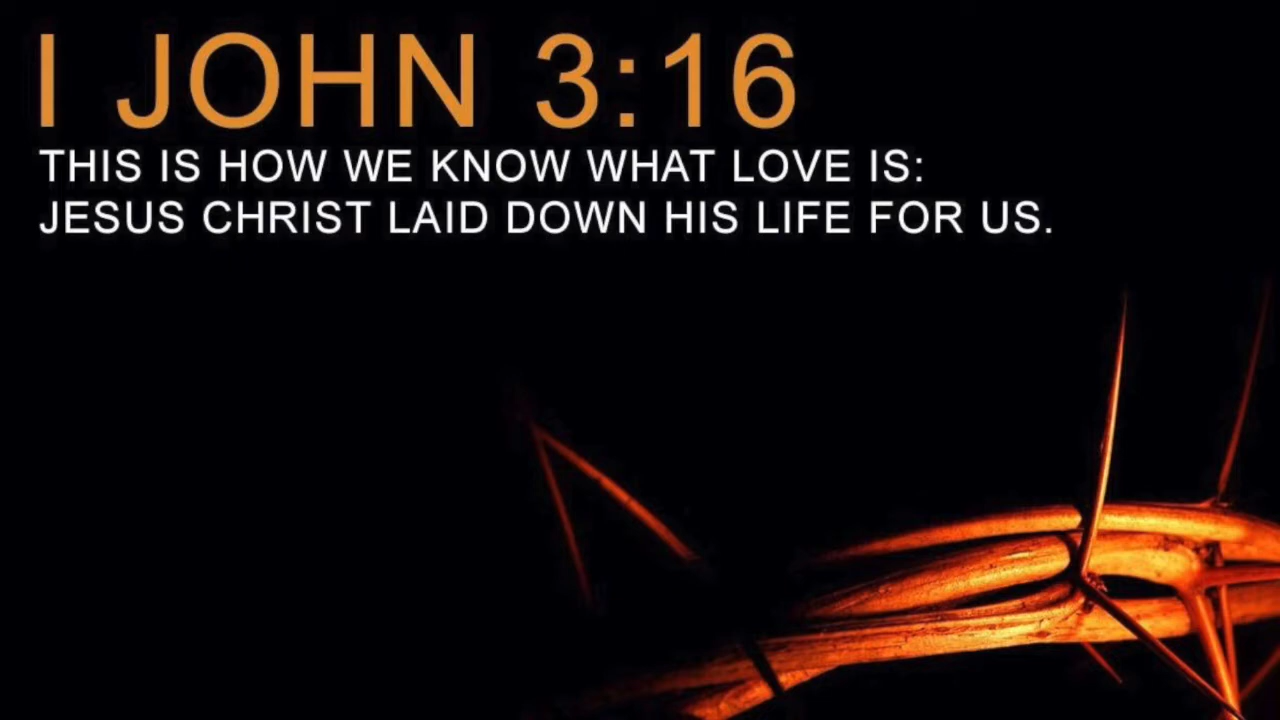 I JOHN 3:16
THIS IS HOW WE KNOW WHAT LOVE IS:
JESUS CHRIST LAID DOWN HIS LIFE FOR US.